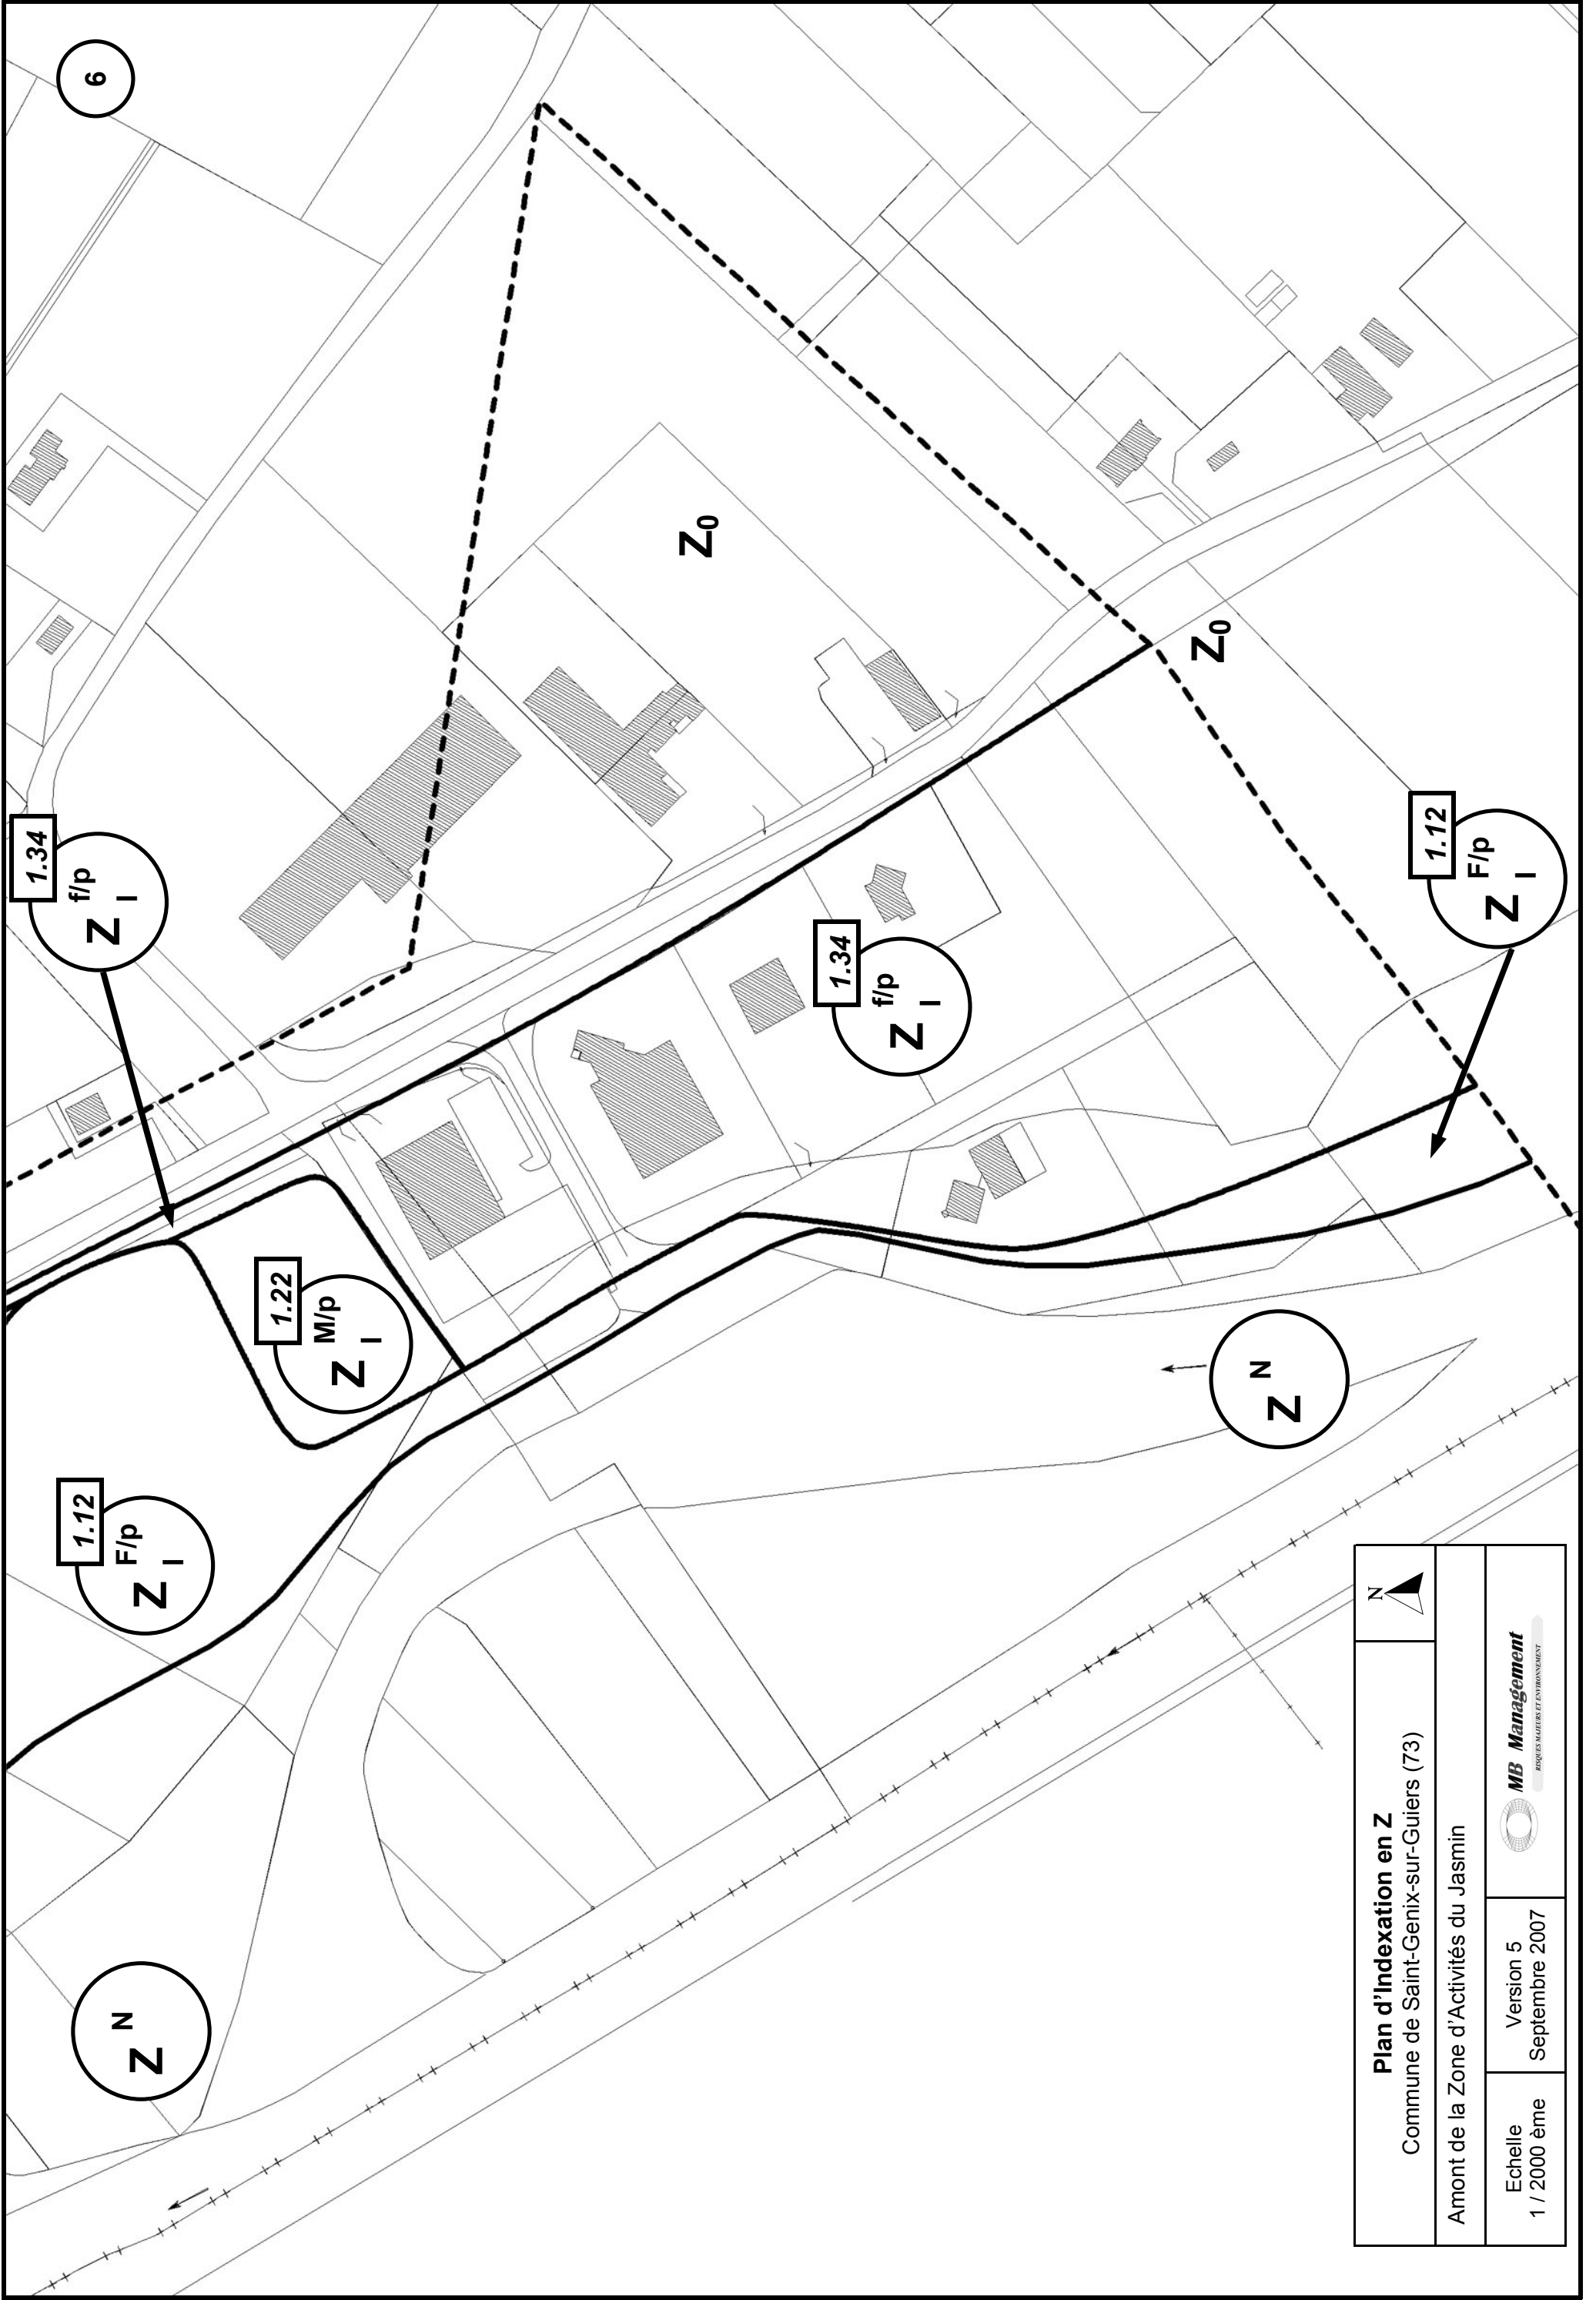 6
1.34
Z I f/p
1.12
Z I F/p
1.22
Z I M/p
Z N
Z0
Z0
1.34
Z I f/p
1.12
Z I F/p
Z N
Plan d'Indexation en Z
Commune de Saint-Genix-sur-Guiers (73)
N
Amont de la Zone d'Activités du Jasmin
Echelle
1 / 2000 ème
Version 5
Septembre 2007
MB Management
RISQUES MAJEURS ET ENVIRONNEMENT